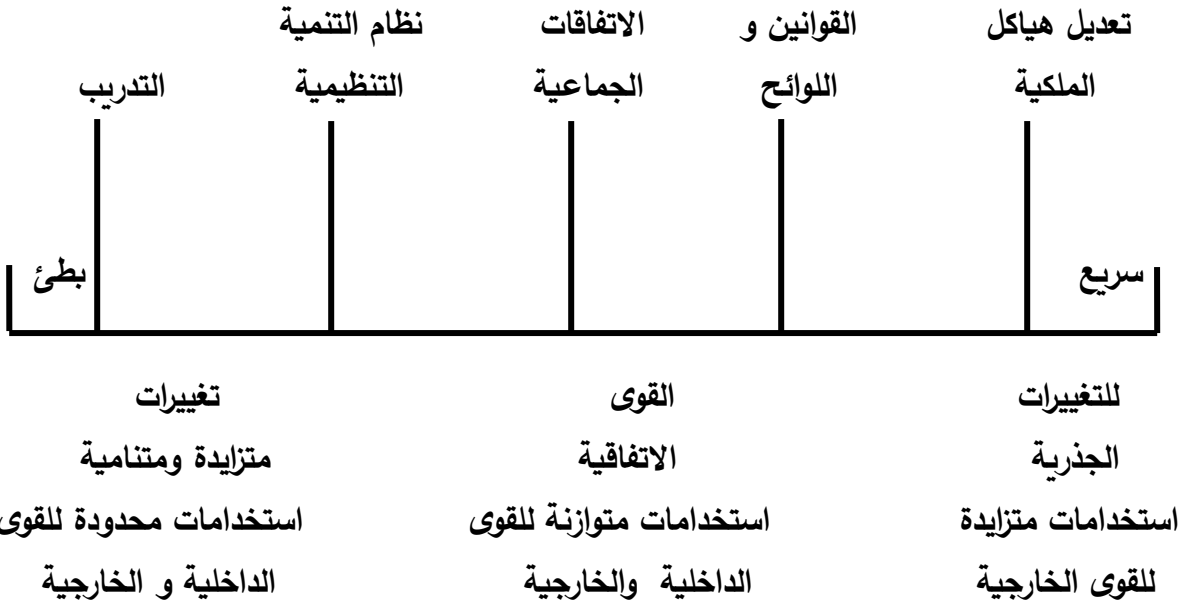 تعديل هياكل
الملكية
القوانين و
اللوائح
الاتفاقات
الجماعية
نظام التنمية
التنظيمية
التدريب
سريع
بطئ
للتغييرات
الجذرية
استخدامات متزايدة
للقوى الخارجية
القوى
الاتفاقية
استخدامات متوازنة للقوى
الداخلية والخارجية
تغييرات
متزايدة ومتنامية
استخدامات محدودة للقوى
الداخلية و الخارجية